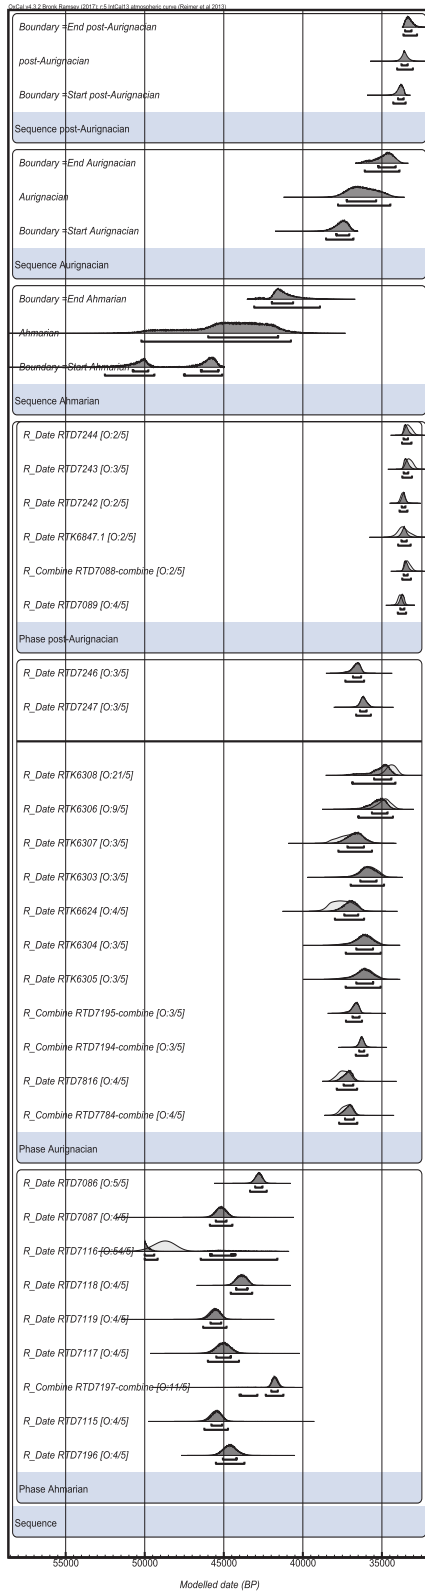 OxCal v4.3.2 Bronk Ramsey (2017); r:5 IntCal13 atmospheric curve (Reimer et al 2013)
Boundary =End post-Aurignacian
post-Aurignacian
Boundary =Start post-Aurignacian
Sequence post-Aurignacian
Boundary =End Aurignacian
Aurignacian
Boundary =Start Aurignacian
Sequence Aurignacian
Boundary =End Ahmarian
Ahmarian
Boundary =Start Ahmarian
Sequence Ahmarian
R_Date RTD7244 [O:2/5]
R_Date RTD7243 [O:3/5]
R_Date RTD7242 [O:2/5]
R_Date RTK6847.1 [O:2/5]
R_Combine RTD7088-combine [O:2/5]
R_Date RTD7089 [O:4/5]
Phase post-Aurignacian
R_Date RTD7246 [O:3/5]
R_Date RTD7247 [O:3/5]
R_Date RTK6308 [O:21/5]
R_Date RTK6306 [O:9/5]
R_Date RTK6307 [O:3/5]
R_Date RTK6303 [O:3/5]
R_Date RTK6624 [O:4/5]
R_Date RTK6304 [O:3/5]
R_Date RTK6305 [O:3/5]
R_Combine RTD7195-combine [O:3/5]
R_Combine RTD7194-combine [O:3/5]
R_Date RTD7816 [O:4/5]
R_Combine RTD7784-combine [O:4/5]
Phase Aurignacian
R_Date RTD7086 [O:5/5]
R_Date RTD7087 [O:4/5]
R_Date RTD7116 [O:54/5]
R_Date RTD7118 [O:4/5]
R_Date RTD7119 [O:4/5]
R_Date RTD7117 [O:4/5]
R_Combine RTD7197-combine [O:11/5]
R_Date RTD7115 [O:4/5]
R_Date RTD7196 [O:4/5]
Phase Ahmarian
Sequence
55000 50000 45000 40000 35000
Modelled date (BP)